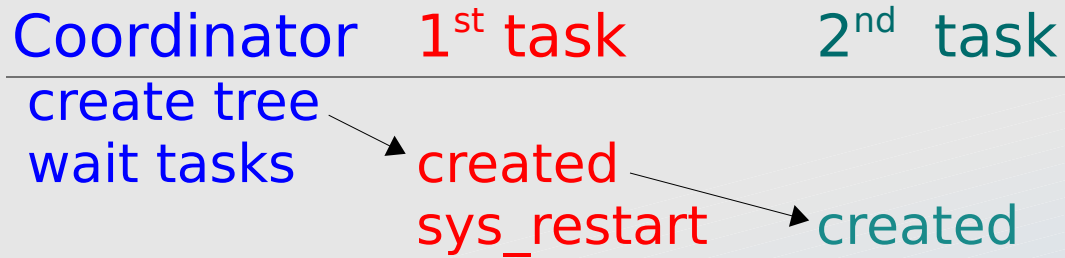 Coordinator 1st task 2nd task
create tree
wait tasks created
sys_restart created